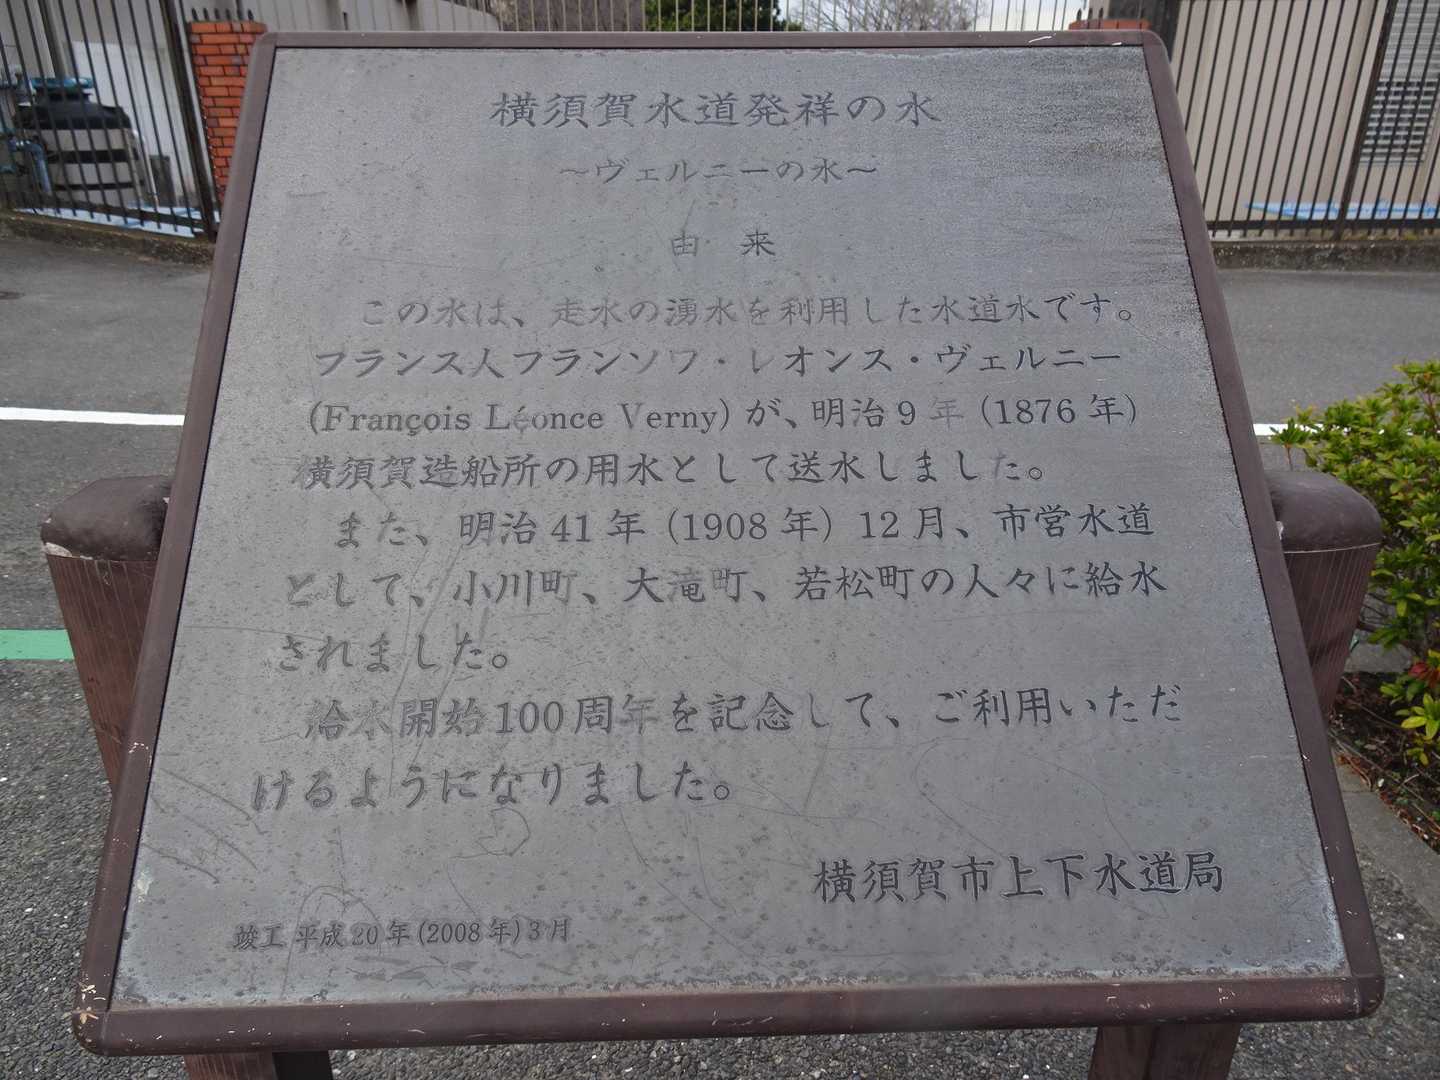 横須賀水道発祥の水
～ヴェルニーの水～
由　来
この水は、走水の湧水を利用した水道水です。
フランス人フランソワ・レオンス・ヴェルニー
(François Léonce Verny) が、明治9年 (1876年)
横須賀造船所の用水として送水しました。
また、明治41年 (1908年) 12月、市営水道
として、小川町、大滝町、若松町の人々に給水
されました。
給水開始100周年を記念して、ご利用いただ
けるようになりました。
横須賀市上下水道局
竣工 平成20年(2008年)3月